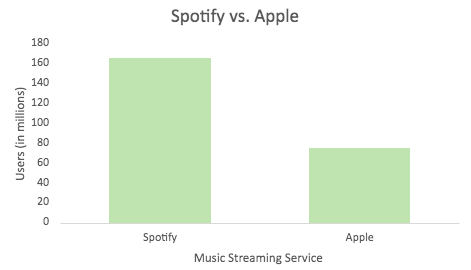 Spotify vs. Apple
Users (in millions)
180
160
140
120
100
80
60
40
20
0
Spotify
Apple
Music Streaming Service